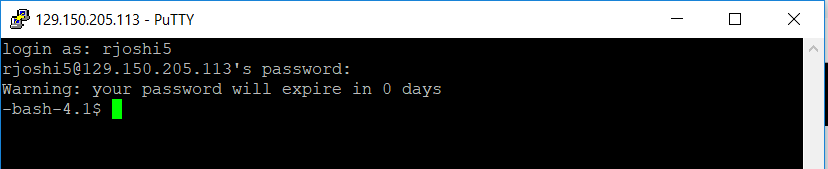 129.150.205.113 - PuTTY
login as: rjoshi5
rjoshi5@129.150.205.113's password:
Warning: your password will expire in 0 days
-bash-4.1$